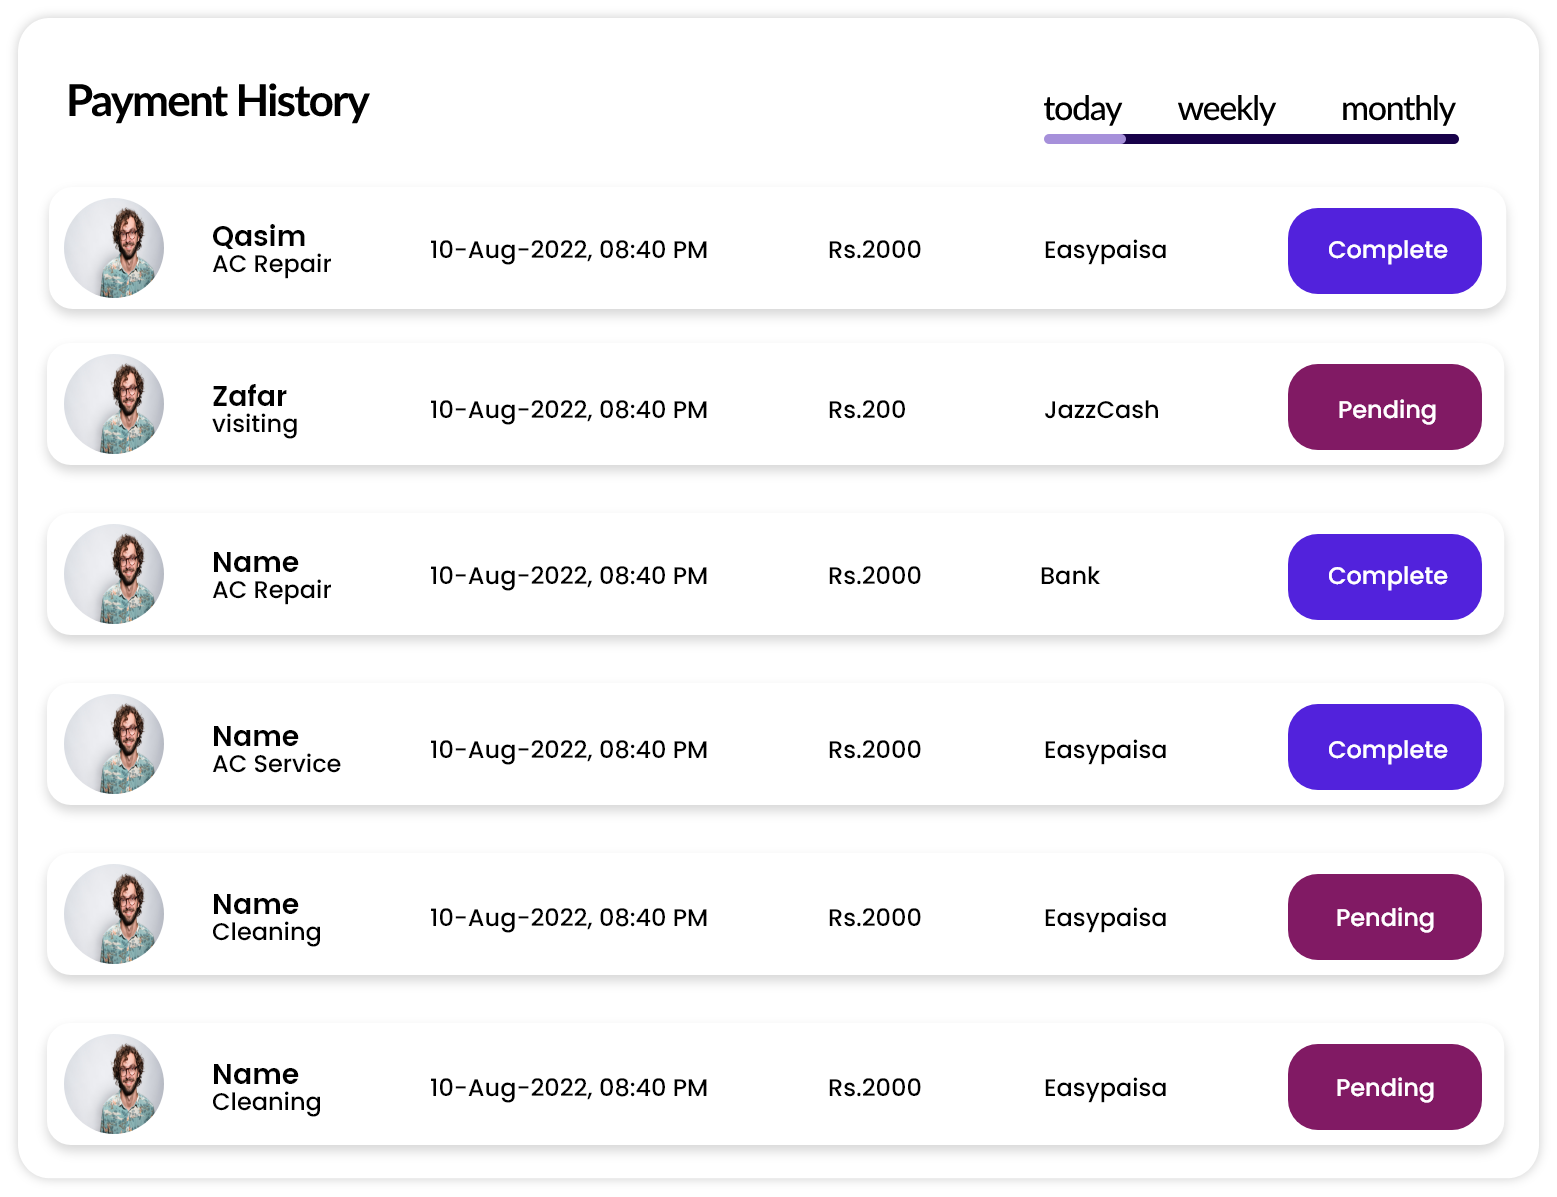 Payment History
today weekly monthly
Qasim
AC Repair
10-Aug-2022, 08:40 PM
Rs.2000
Easypaisa
Complete
Zafar
visiting
10-Aug-2022, 08:40 PM
Rs.200
JazzCash
Pending
Name
AC Repair
10-Aug-2022, 08:40 PM
Rs.2000
Bank
Complete
Name
AC Service
10-Aug-2022, 08:40 PM
Rs.2000
Easypaisa
Complete
Name
Cleaning
10-Aug-2022, 08:40 PM
Rs.2000
Easypaisa
Pending
Name
Cleaning
10-Aug-2022, 08:40 PM
Rs.2000
Easypaisa
Pending